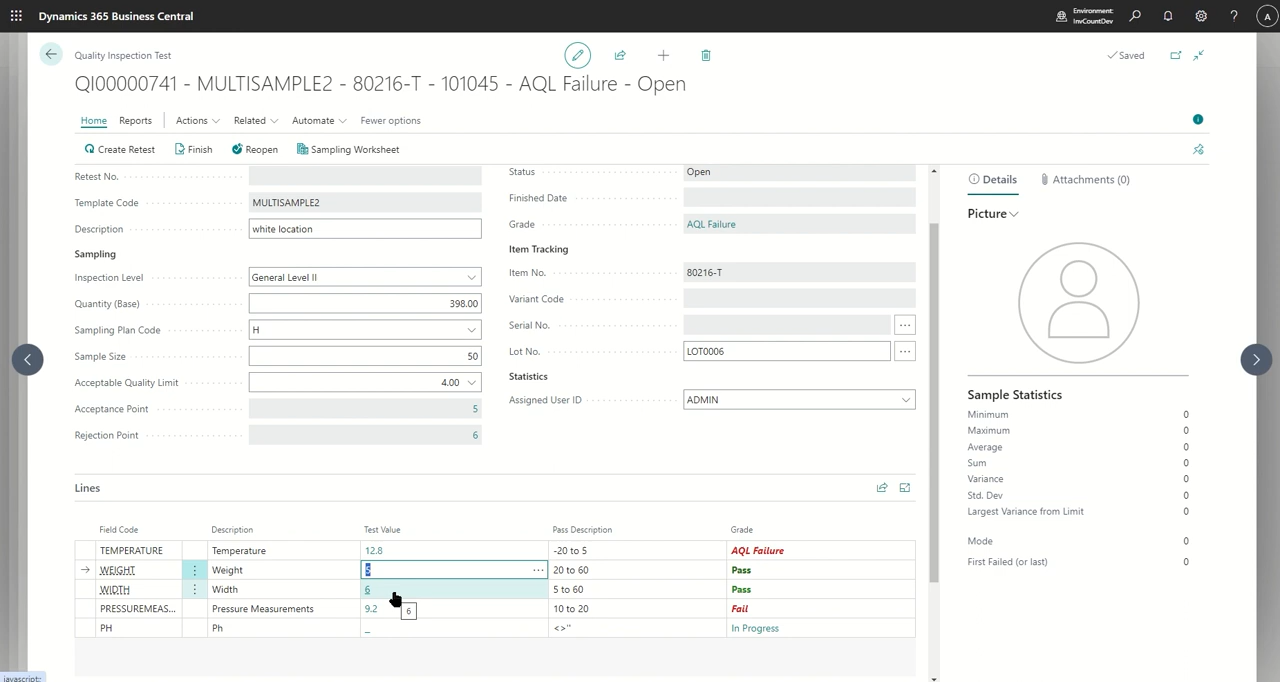 Dynamics 365 Business Central
Environment:
InvCountDev
?
A
Quality Inspection Test
Saved
QI00000741 - MULTISAMPLE2 - 80216-T - 101045 - AQL Failure - Open
Home Reports Actions Related Automate Fewer options
Create Retest Finish Reopen Sampling Worksheet
Retest No.
Template Code MULTISAMPLE2
Description white location
Sampling
Inspection Level General Level II
Quantity (Base) 398.00
Sampling Plan Code H
Sample Size 50
Acceptable Quality Limit 4.00
Acceptance Point 5
Rejection Point 6
Status Open
Finished Date
Grade AQL Failure
Item Tracking
Item No. 80216-T
Variant Code
Serial No. ...
Lot No. LOT0006 ...
Statistics
Assigned User ID ADMIN
Details Attachments (0)
Picture
Sample Statistics
Minimum 0
Maximum 0
Average 0
Sum 0
Variance 0
Std. Dev 0
Largest Variance from Limit 0
Mode 0
First Failed (or last) 0
Lines
Field Code Description Test Value Pass Description Grade
TEMPERATURE Temperature 12.8 -20 to 5 AQL Failure
WEIGHT Weight ... 20 to 60 Pass
WIDTH Width 6 5 to 60 Pass
PRESSUREMEAS... Pressure Measurements 9.2 10 to 20 Fail
6
PH Ph _ <>'' In Progress
javascript: